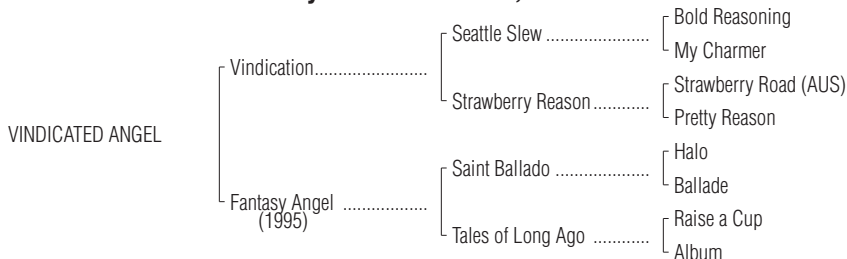 Bold Reasoning
Seattle Slew ......................
My Charmer
Vindication........................
Strawberry Road (AUS)
Strawberry Reason............
Pretty Reason
VINDICATED ANGEL
Halo
Saint Ballado ....................
Ballade
Fantasy Angel ..................
(1995)
Raise a Cup
Tales of Long Ago ............
Album